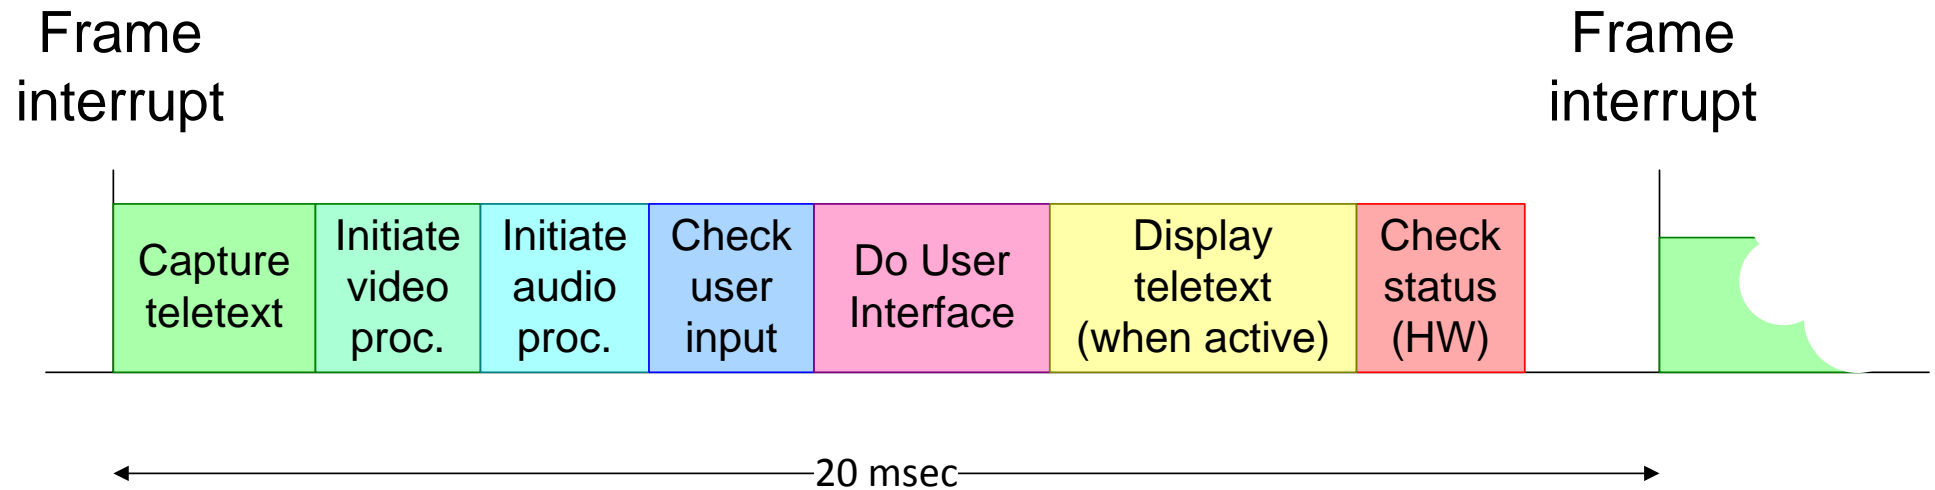 Frame
interrupt
Frame
interrupt
Capture
teletext
Initiate
video
proc.
Initiate
audio
proc.
Check
user
input
Do User
Interface
Display
teletext
(when active)
Check
status
(HW)
20 msec